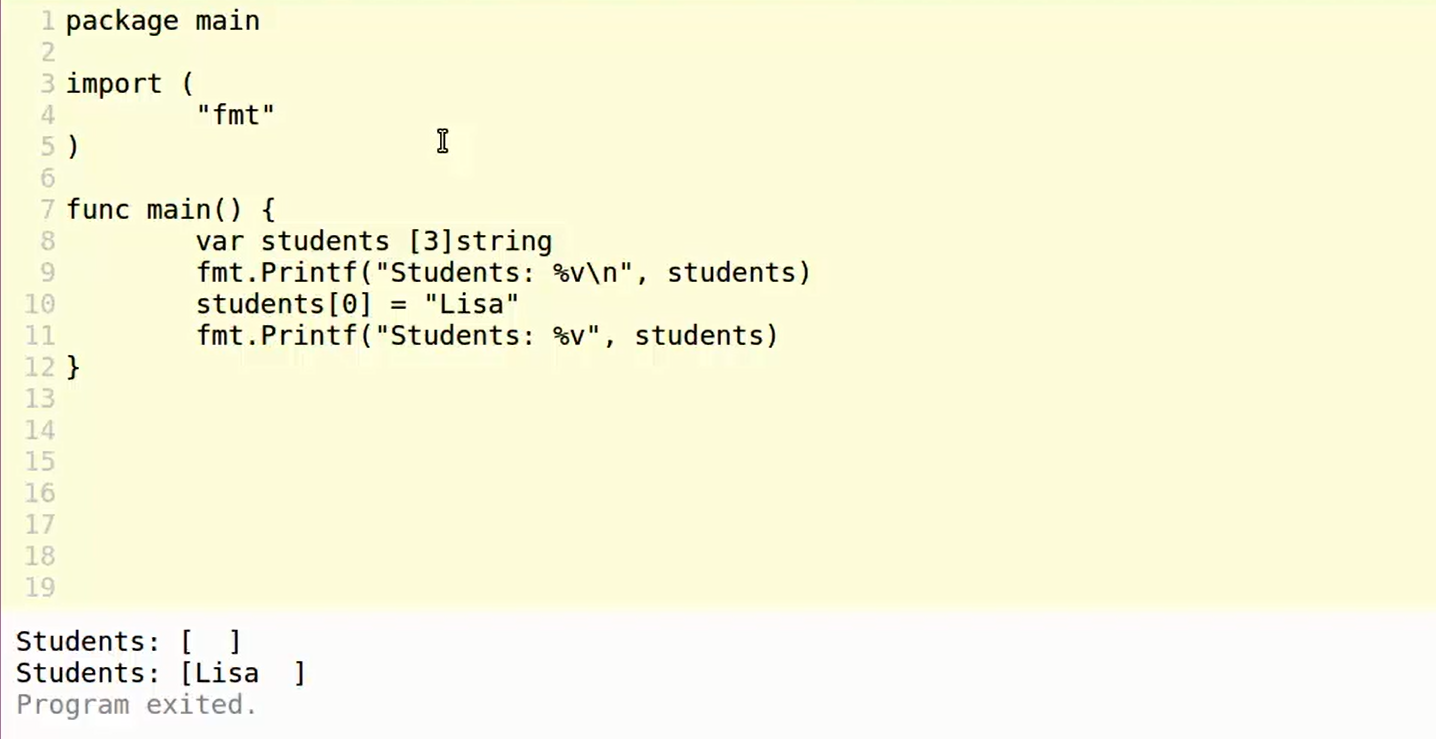 1 package main
2
3 import (
4         "fmt"
5 )
6
7 func main() {
8         var students [3]string
9         fmt.Printf("Students: %v\n", students)
10         students[0] = "Lisa"
11         fmt.Printf("Students: %v", students)
12 }
13
14
15
16
17
18
19
Students: [  ]
Students: [Lisa  ]
Program exited.